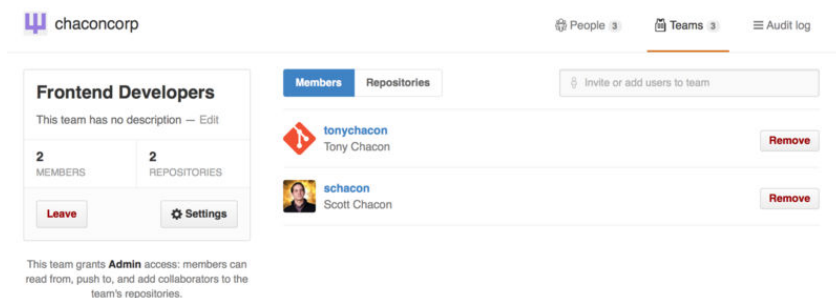 chaconcorp
People 3
Teams 3
Audit log
Frontend Developers
This team has no description — Edit
2
MEMBERS
2
REPOSITORIES
Leave
Settings
This team grants Admin access: members can
read from, push to, and add collaborators to the
team's repositories.
Members
Repositories
Invite or add users to team
tonychacon
Tony Chacon
Remove
schacon
Scott Chacon
Remove